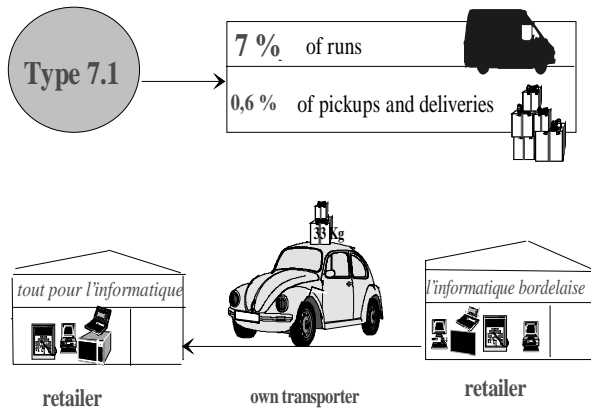 Type 7.1
7 % of runs
0,6 % of pickups and deliveries
33 Kg
tout pour l'informatique
l'informatique bordelaise
retailer
own transporter
retailer